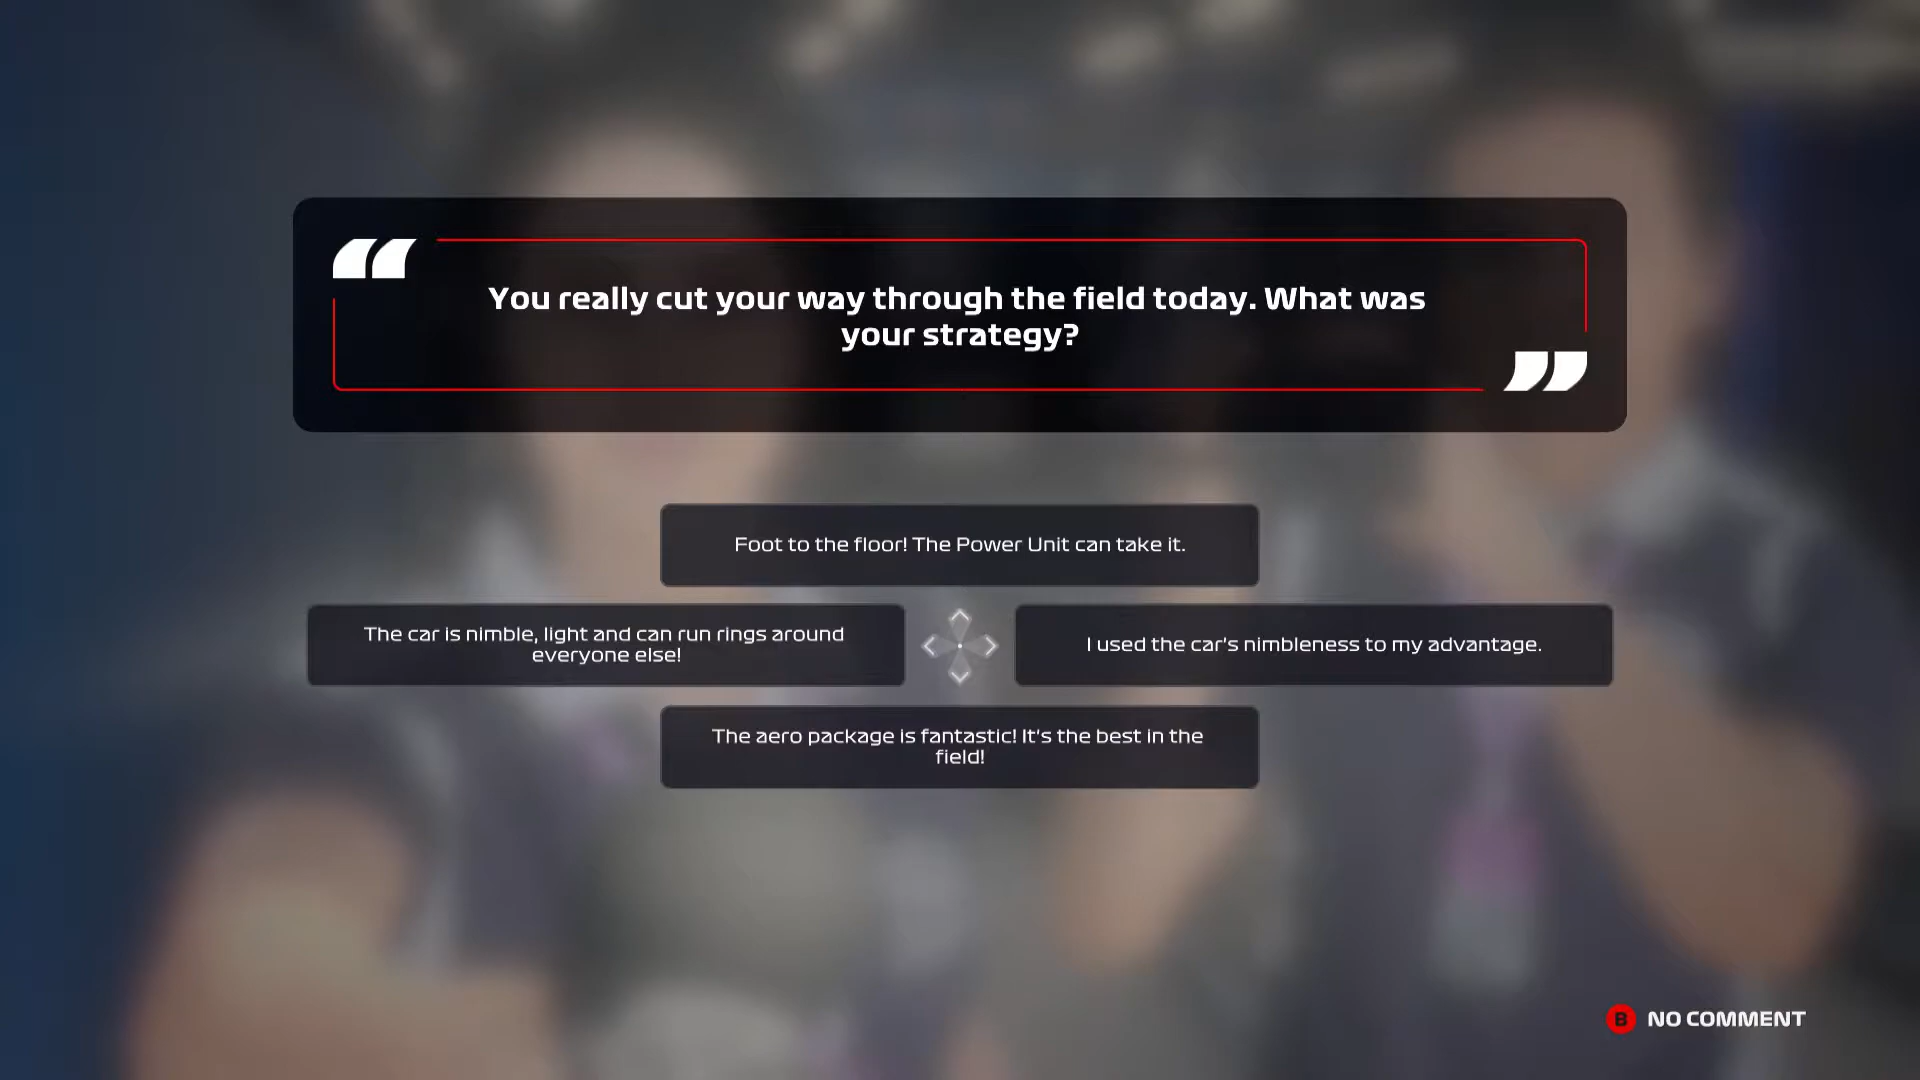 You really cut your way through the field today. What was
your strategy?
Foot to the floor! The Power Unit can take it.
The car is nimble, light and can run rings around
everyone else!
I used the car's nimbleness to my advantage.
The aero package is fantastic! It's the best in the
field!
B NO COMMENT